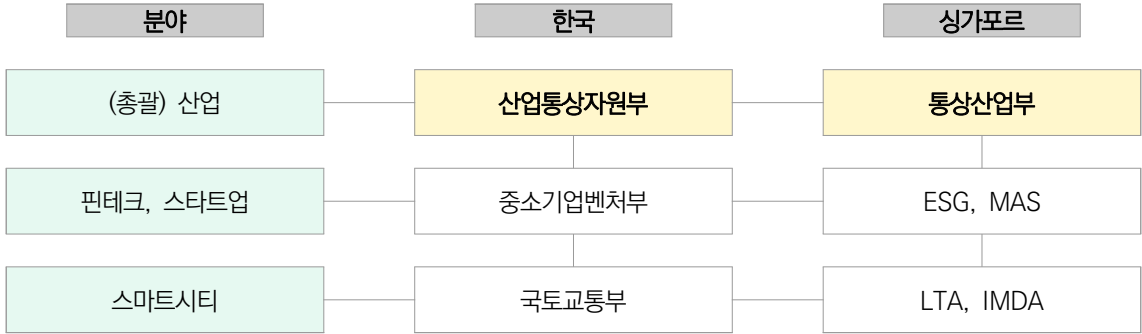 분야 한국 싱가포르
(총괄) 산업 산업통상자원부 통상산업부
핀테크, 스타트업 중소기업벤처부 ESG, MAS
스마트시티 국토교통부 LTA, IMDA